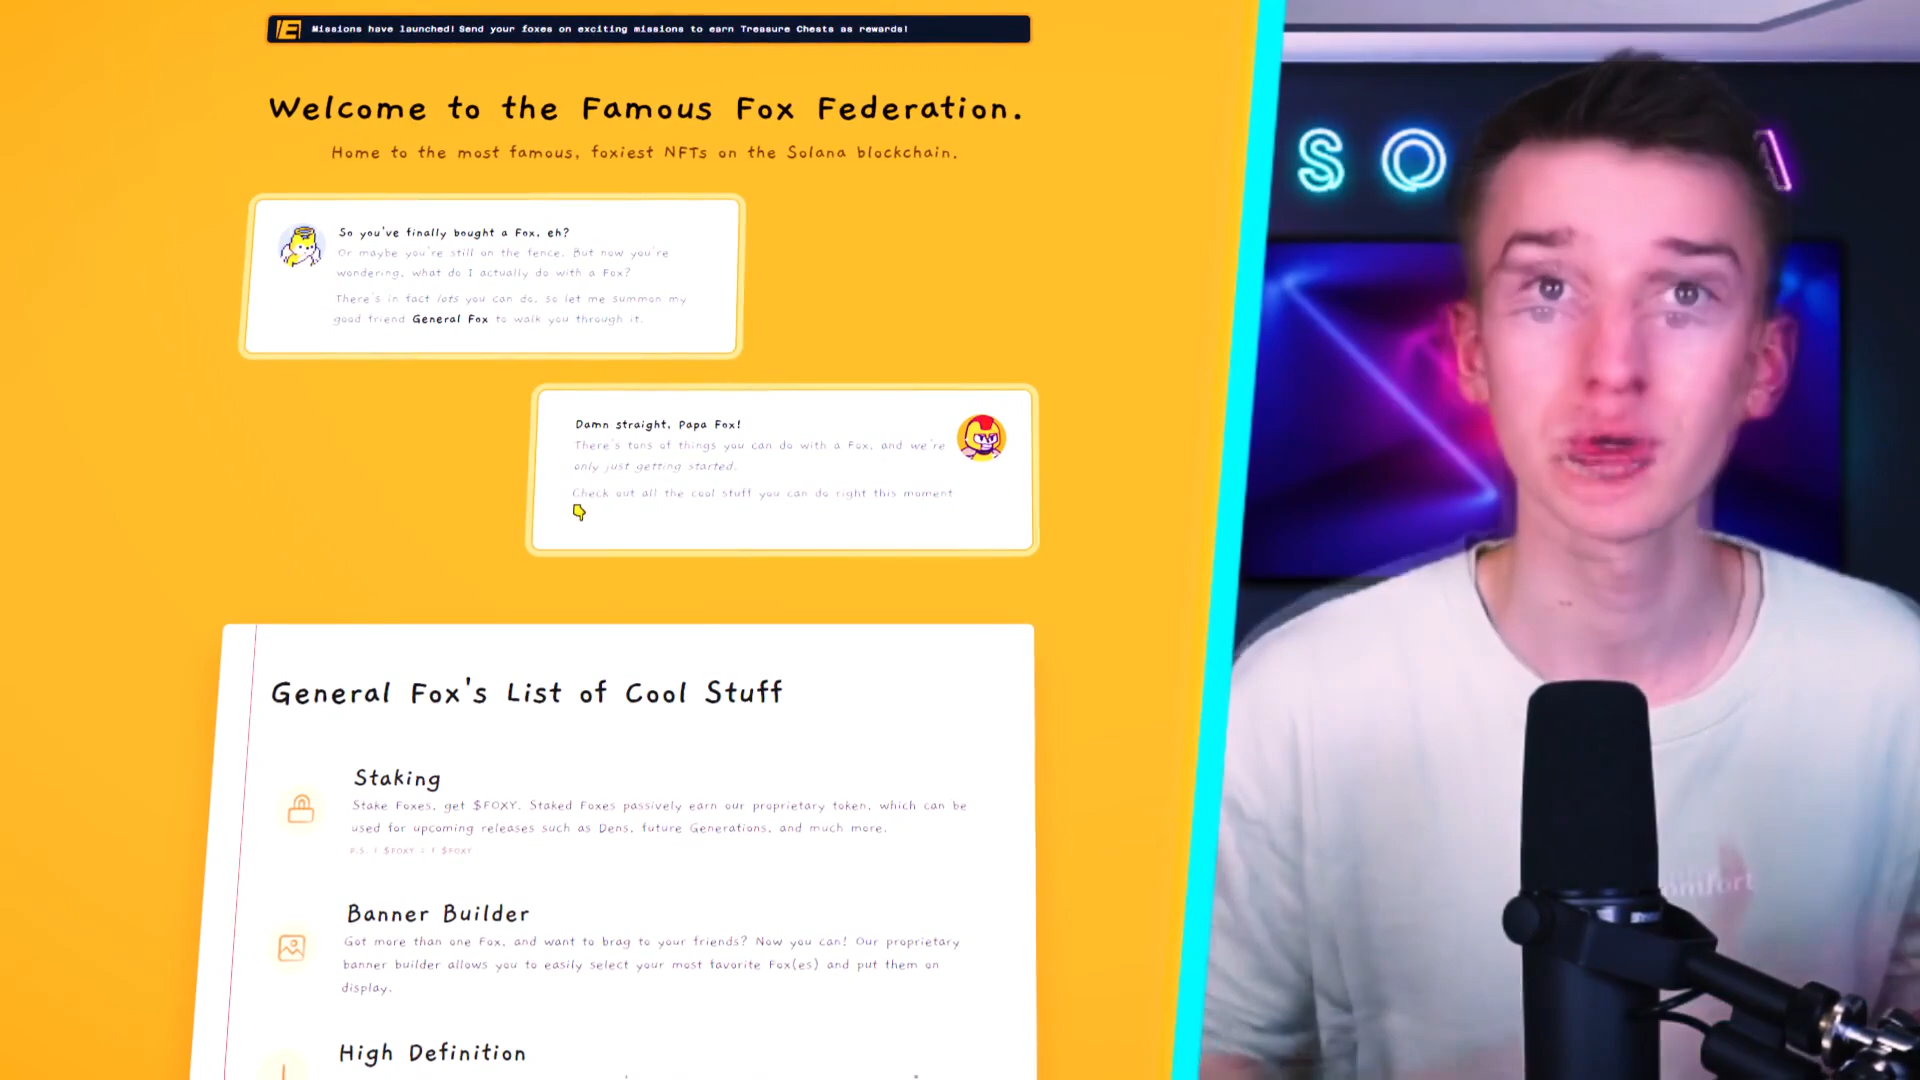 Missions have launched! Send your foxes on exciting missions to earn Treasure Chests as rewards!
Welcome to the Famous Fox Federation.
Home to the most famous, foxiest NFTs on the Solana blockchain.
So you've finally bought a Fox, eh?
Or maybe you're still on the fence. But now you're
wondering, what do I actually do with a Fox?
There's in fact lots you can do, so let me summon my
good friend General Fox to walk you through it.
Damn straight, Papa Fox!
There's tons of things you can do with a Fox, and we're
only just getting started.
Check out all the cool stuff you can do right this moment
General Fox's List of Cool Stuff
Staking
Stake Foxes, get $FOXY. Staked Foxes passively earn our proprietary token, which can be
used for upcoming releases such as Dens, future Generations, and much more.
P.S. 1 $FOXY = 1 $FOXY
Banner Builder
Got more than one Fox, and want to brag to your friends? Now you can! Our proprietary
banner builder allows you to easily select your most favorite Fox(es) and put them on
display.
High Definition
S O A
comfort